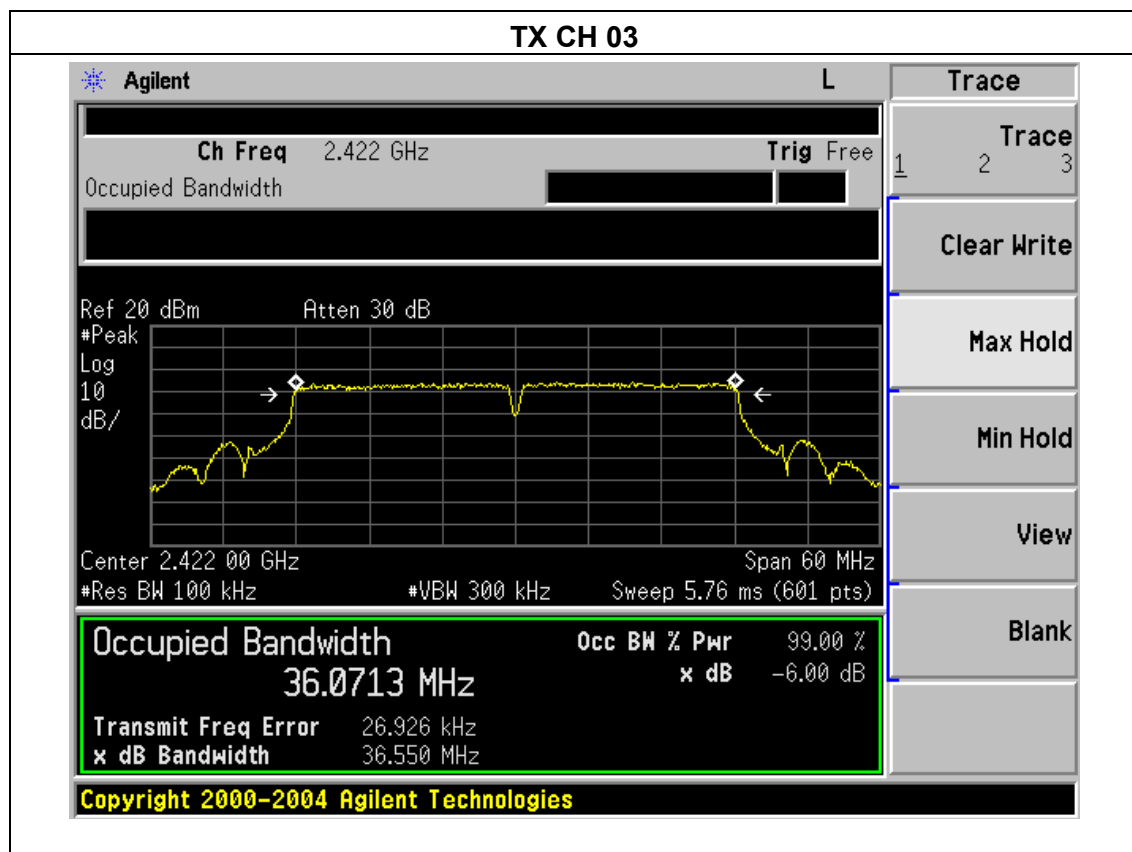 TX CH 03
Agilent L Trace
Ch Freq 2.422 GHz Trig Free
Occupied Bandwidth
Trace
1 2 3
Clear Write
Max Hold
Min Hold
View
Blank
Ref 20 dBm Atten 30 dB
#Peak
Log
10
dB/
Center 2.422 00 GHz Span 60 MHz
#Res BW 100 kHz #VBW 300 kHz Sweep 5.76 ms (601 pts)
Occupied Bandwidth Occ BW % Pwr 99.00 %
36.0713 MHz x dB -6.00 dB
Transmit Freq Error 26.926 kHz
x dB Bandwidth 36.550 MHz
Copyright 2000-2004 Agilent Technologies